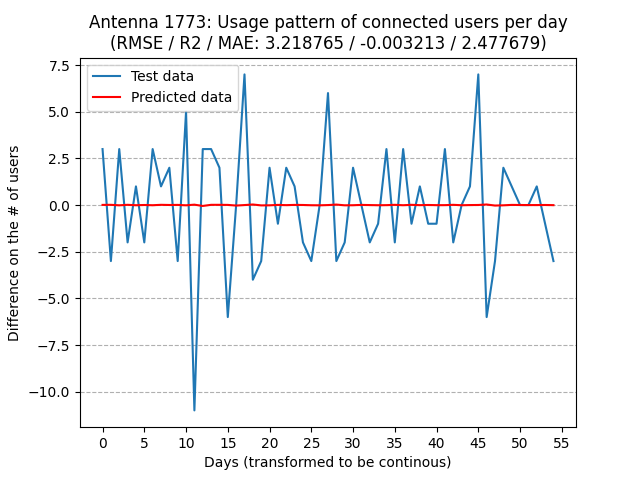 Antenna 1773: Usage pattern of connected users per day
(RMSE / R2 / MAE: 3.218765 / -0.003213 / 2.477679)
Test data
Predicted data
7.5
5.0
2.5
0.0
−2.5
−5.0
−7.5
−10.0
Difference on the # of users
0 5 10 15 20 25 30 35 40 45 50 55
Days (transformed to be continous)